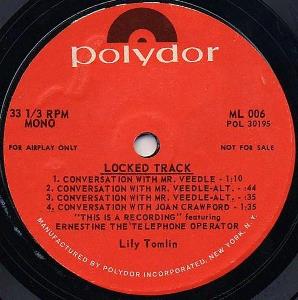 polydor
33 1/3 RPM
MONO
ML 006
POL 30195
FOR AIRPLAY ONLY
NOT FOR SALE
LOCKED TRACK
1. CONVERSATION WITH MR. VEEDLE - 1:10
2. CONVERSATION WITH MR. VEEDLE-ALT. - :44
3. CONVERSATION WITH MR. VEEDLE-ALT. - :35
4. CONVERSATION WITH JOAN CRAWFORD - 1:35
"THIS IS A RECORDING" featuring
ERNESTINE THE TELEPHONE OPERATOR
Lily Tomlin
MANUFACTURED BY POLYDOR INCORPORATED, NEW YORK, N.Y.